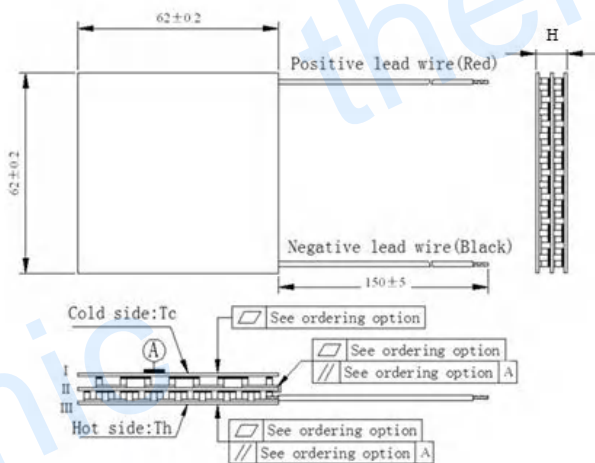 62±0.2
H
Positive lead wire(Red)
62±0.2
Negative lead wire(Black)
150±5
Cold side:Tc
See ordering option
A
I
See ordering option
II
// See ordering option A
III
Hot side:Th
See ordering option
// See ordering option A